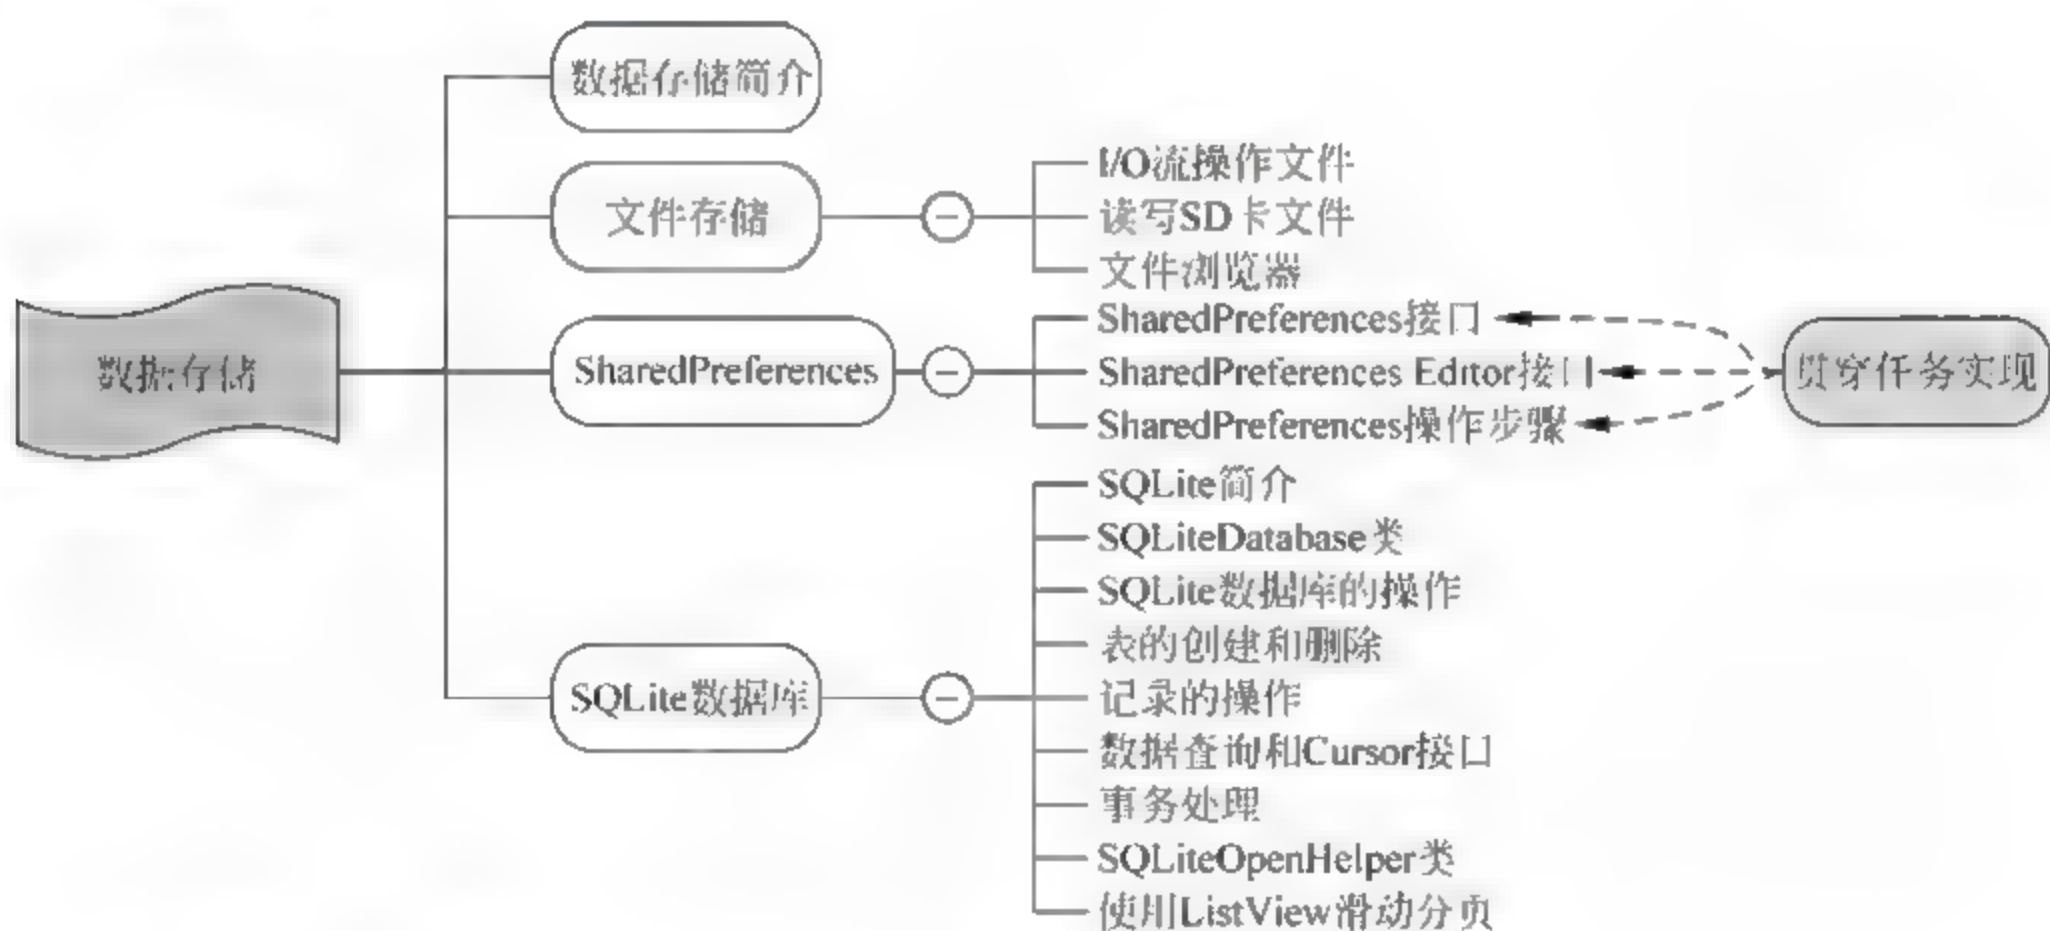 数据存储
数据存储简介
文件存储
I/O流操作文件
读写SD卡文件
文件浏览器
SharedPreferences
SharedPreferences接口
SharedPreferences Editor接口
SharedPreferences操作步骤
贯穿任务实现
SQLite数据库
SQLite简介
SQLiteDatabase类
SQLite数据库的操作
表的创建和删除
记录的操作
数据查询和Cursor接口
事务处理
SQLiteOpenHelper类
使用ListView滑动分页